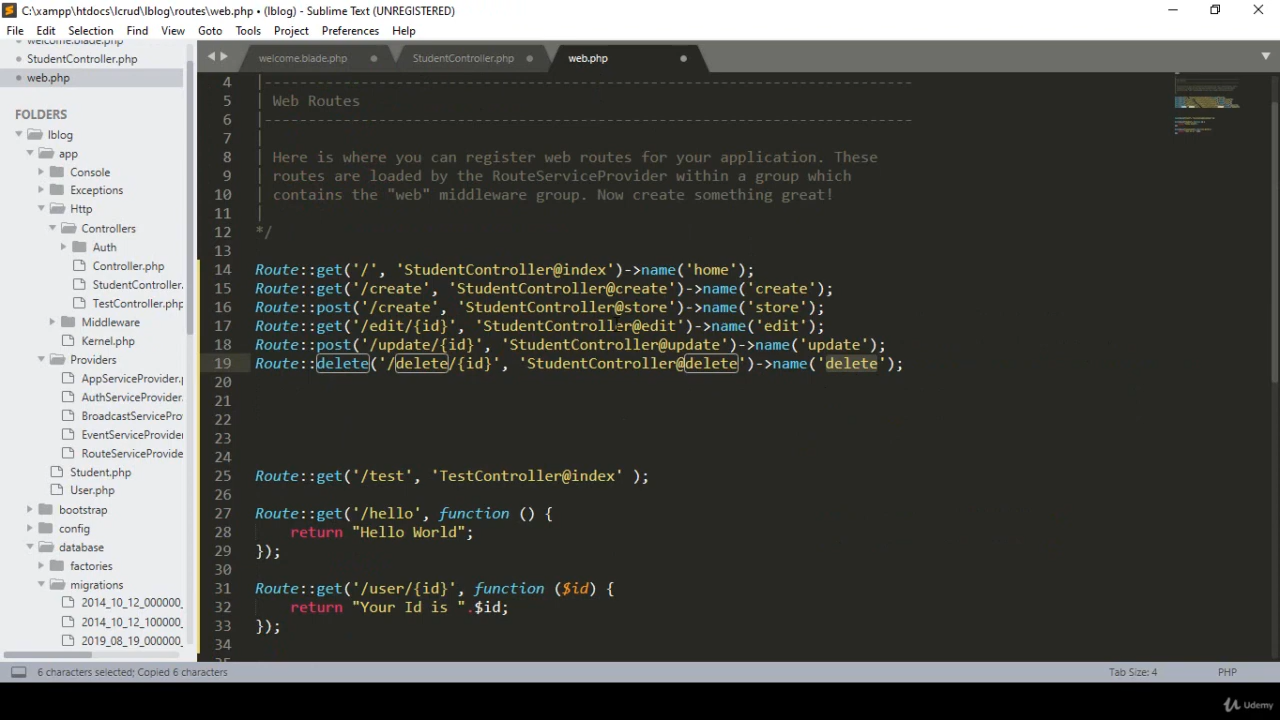 C:\xampp\htdocs\lcrud\lblog\routes\web.php • (lblog) - Sublime Text (UNREGISTERED)
File Edit Selection Find View Goto Tools Project Preferences Help
welcome.blade.php
StudentController.php
web.php
welcome.blade.php
StudentController.php
web.php
FOLDERS
lblog
app
Console
Exceptions
Http
Controllers
Auth
Controller.php
StudentController.
TestController.php
Middleware
Kernel.php
Providers
AppServiceProvider.p
AuthServiceProvider.
BroadcastServicePro
EventServiceProvider
RouteServiceProvide
Student.php
User.php
bootstrap
config
database
factories
migrations
2014_10_12_000000_
2014_10_12_100000_
2019_08_19_000000_
4 |--------------------------------------------------------------------------
5 | Web Routes
6 |--------------------------------------------------------------------------
7 |
8 | Here is where you can register web routes for your application. These
9 | routes are loaded by the RouteServiceProvider within a group which
10 | contains the "web" middleware group. Now create something great!
11 |
12 */
13
14 Route::get('/', 'StudentController@index')->name('home');
15 Route::get('/create', 'StudentController@create')->name('create');
16 Route::post('/create', 'StudentController@store')->name('store');
17 Route::get('/edit/{id}', 'StudentController@edit')->name('edit');
18 Route::post('/update/{id}', 'StudentController@update')->name('update');
19 Route::delete('/delete/{id}', 'StudentController@delete')->name('delete');
20
21
22
23
24
25 Route::get('/test', 'TestController@index' );
26
27 Route::get('/hello', function () {
28 return "Hello World";
29 });
30
31 Route::get('/user/{id}', function ($id) {
32 return "Your Id is ".$id;
33 });
34
6 characters selected; Copied 6 characters
Tab Size: 4
PHP
Udemy